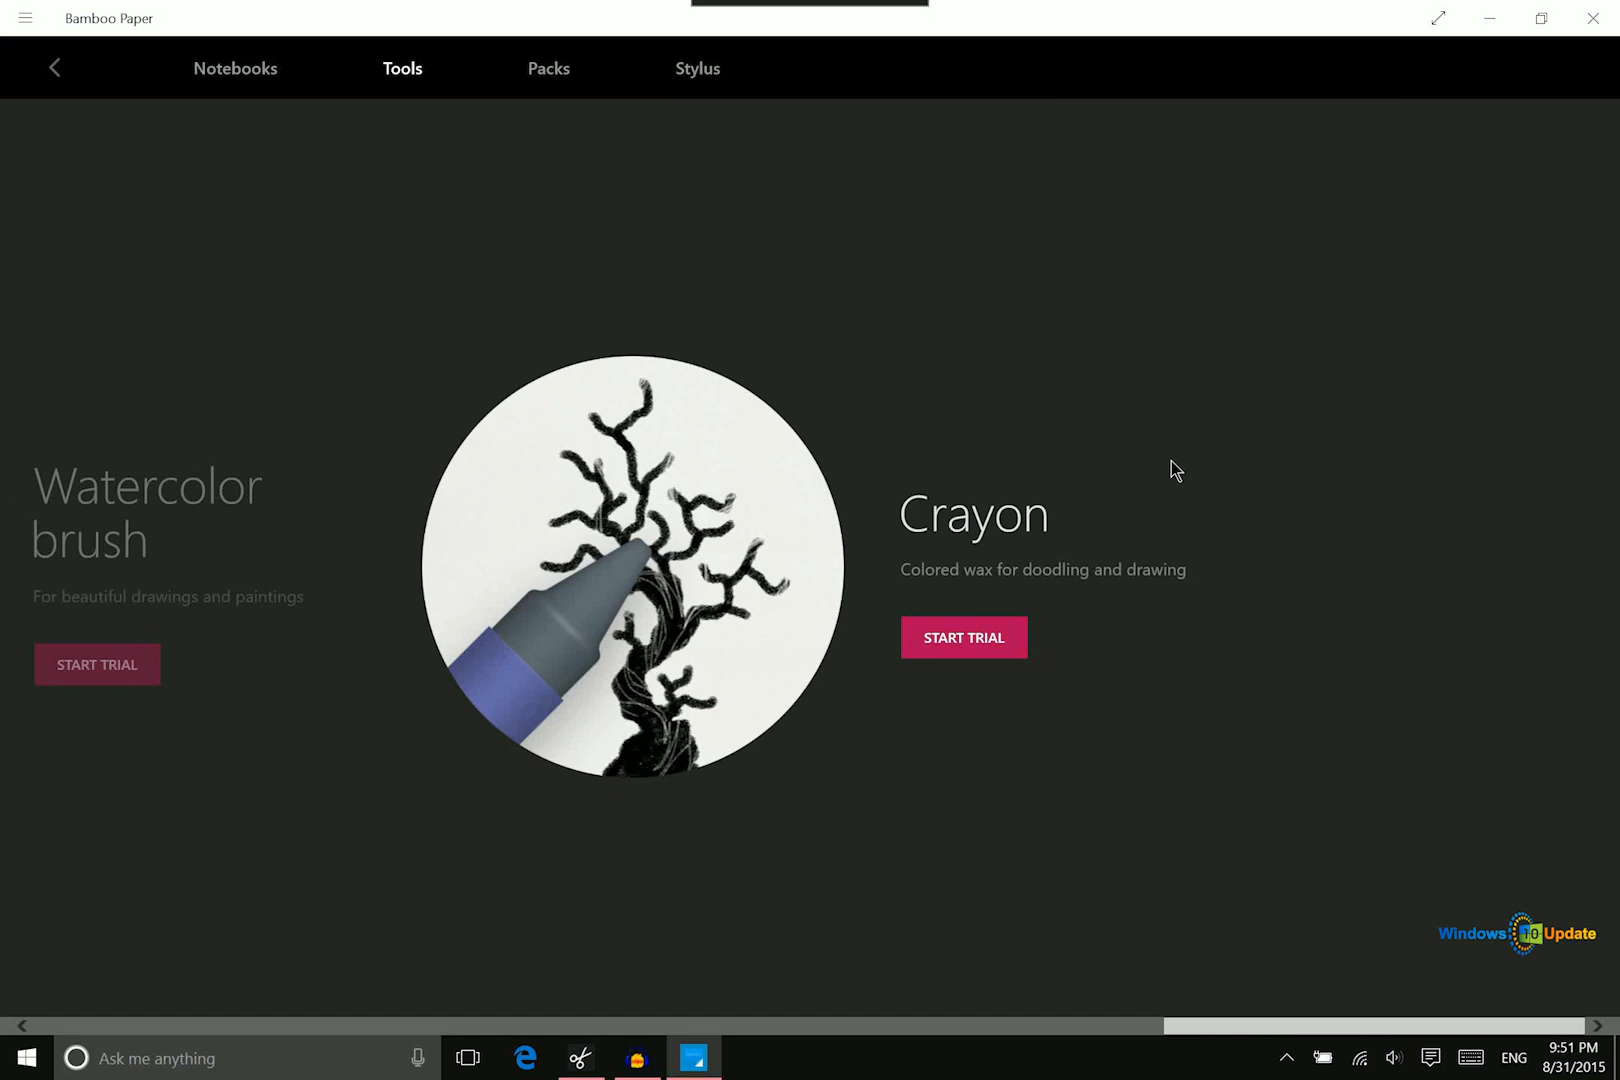 Bamboo Paper
Notebooks
Tools
Packs
Stylus
Watercolor
brush
For beautiful drawings and paintings
START TRIAL
Crayon
Colored wax for doodling and drawing
START TRIAL
Windows 10 Update
Ask me anything
ENG
9:51 PM
8/31/2015